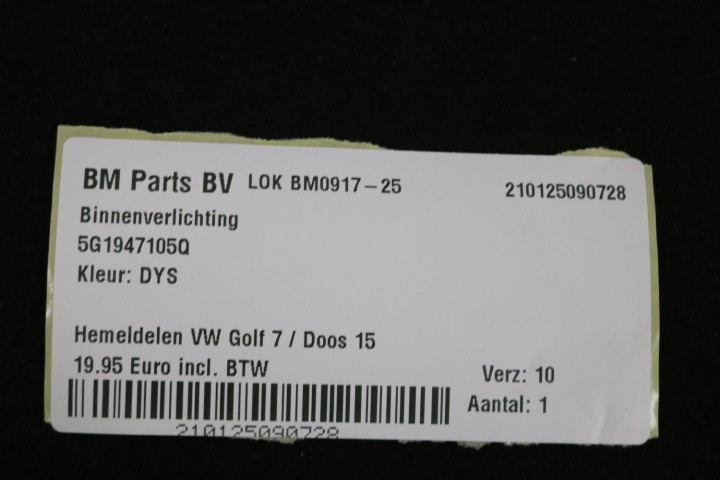 BM Parts BV LOK BM0917-25 210125090728
Binnenverlichting
5G1947105Q
Kleur: DYS
Hemeldelen VW Golf 7 / Doos 15
19.95 Euro incl. BTW
Verz: 10
Aantal: 1
210125090728